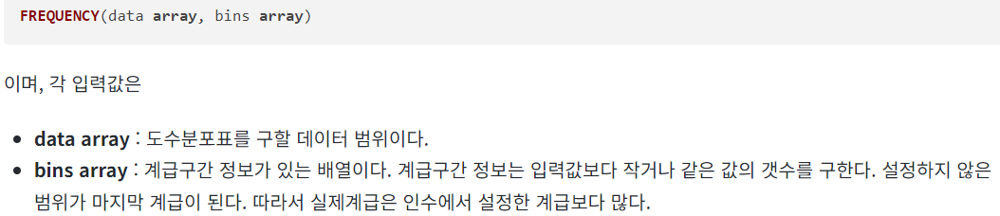 FREQUENCY(data array, bins array)
이며, 각 입력값은
data array : 도수분포표를 구할 데이터 범위이다.
bins array : 계급구간 정보가 있는 배열이다. 계급구간 정보는 입력값보다 작거나 같은 값의 갯수를 구한다. 설정하지 않은
범위가 마지막 계급이 된다. 따라서 실제계급은 인수에서 설정한 계급보다 많다.